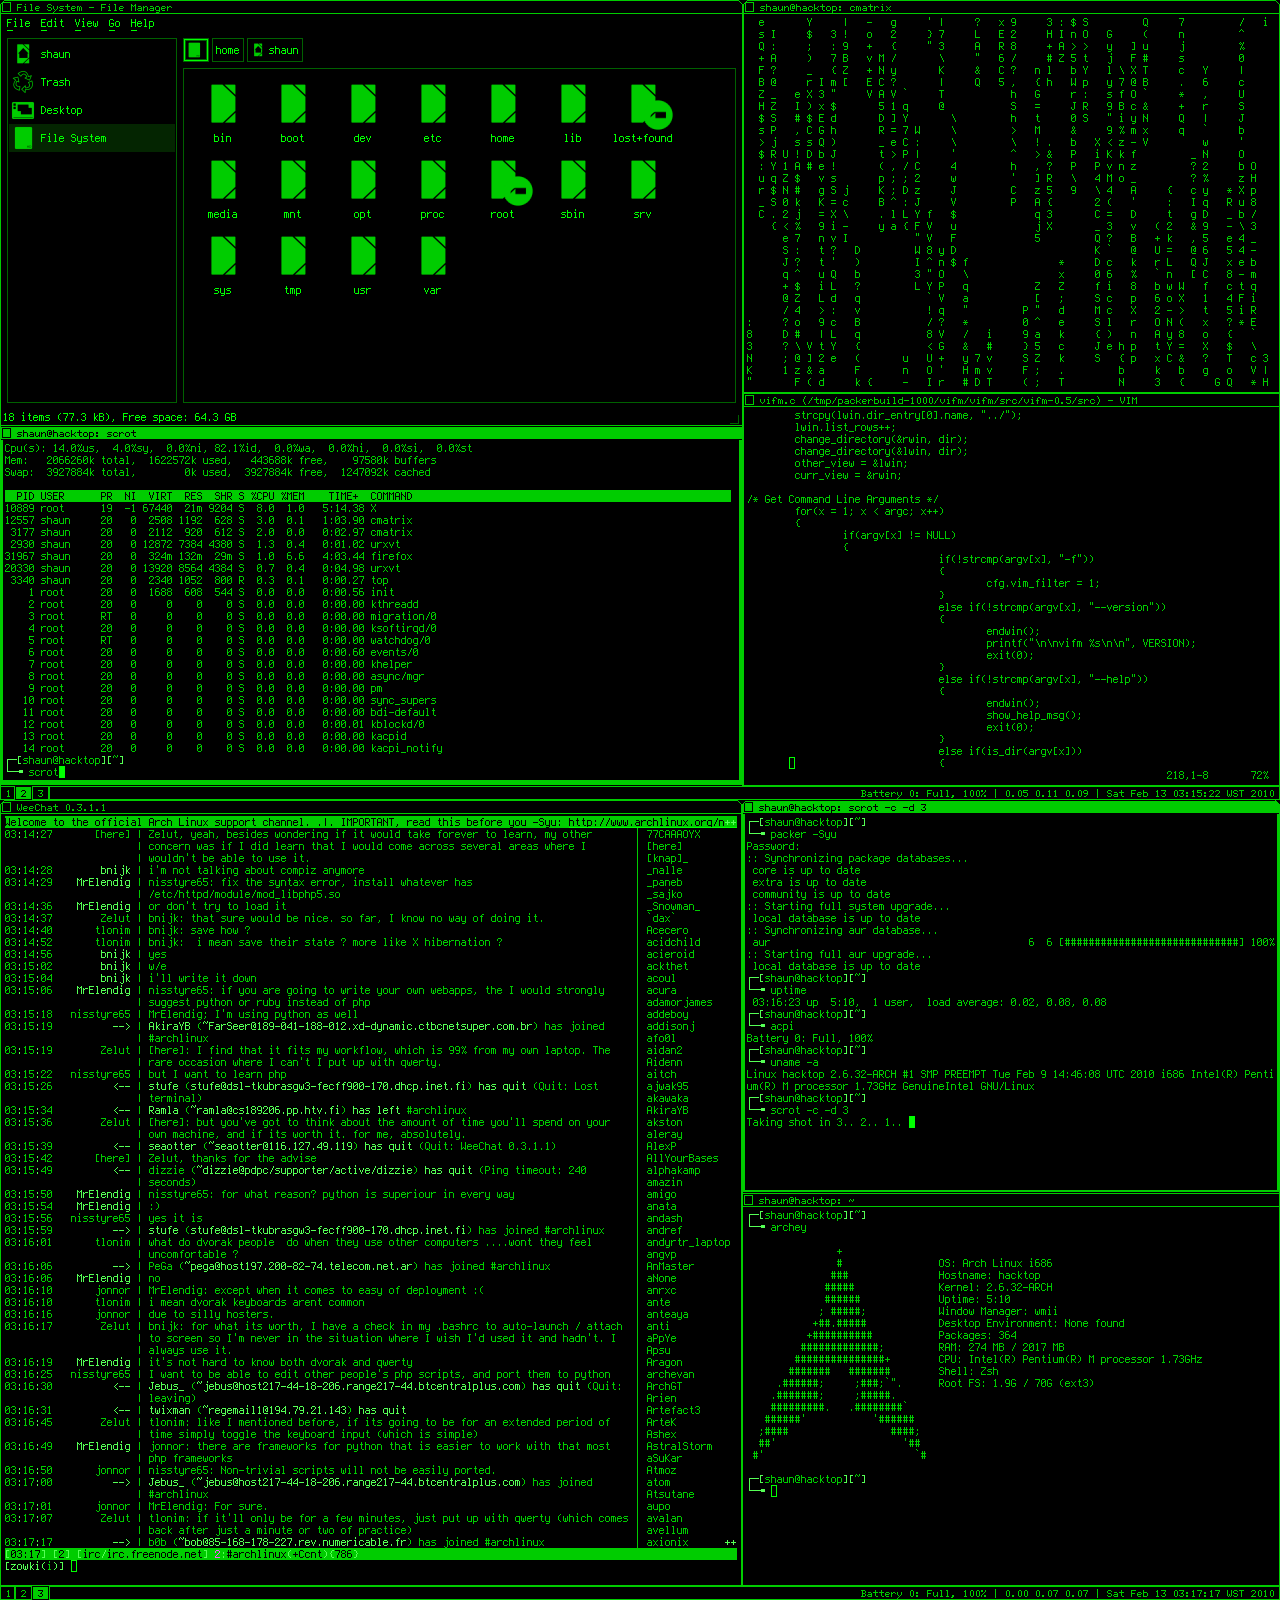 File System - File Manager
File Edit View Go Help
shaun
Trash
Desktop
File System
home
shaun
bin boot dev etc home lib lost+found
media mnt opt proc root sbin srv
sys tmp usr var
18 items (77.3 kB), Free space: 64.3 GB
shaun@hacktop: cmatrix
shaun@hacktop: scrot
Cpu(s): 14.0%us, 4.0%sy, 0.0%ni, 82.1%id, 0.0%wa, 0.0%hi, 0.0%si, 0.0%st
Mem: 2066260k total, 1622572k used, 443688k free, 97580k buffers
Swap: 3927884k total, 0k used, 3927884k free, 1247092k cached
PID USER PR NI VIRT RES SHR S %CPU %MEM TIME+ COMMAND
10889 root 19 -1 67440 21m 9204 S 8.0 1.0 5:14.38 X
12557 shaun 20 0 2508 1192 628 S 3.0 0.1 1:03.90 cmatrix
3177 shaun 20 0 2112 920 612 S 2.0 0.0 0:02.97 cmatrix
2930 shaun 20 0 12872 7384 4380 S 1.3 0.4 0:01.02 urxvt
31967 shaun 20 0 324m 132m 29m S 1.0 6.6 4:03.44 firefox
20330 shaun 20 0 13920 8564 4384 S 0.7 0.4 0:04.98 urxvt
3340 shaun 20 0 2340 1052 800 R 0.3 0.1 0:00.27 top
1 root 20 0 1688 608 544 S 0.0 0.0 0:00.56 init
2 root 20 0 0 0 0 S 0.0 0.0 0:00.00 kthreadd
3 root RT 0 0 0 0 S 0.0 0.0 0:00.00 migration/0
4 root 20 0 0 0 0 S 0.0 0.0 0:00.00 ksoftirqd/0
5 root RT 0 0 0 0 S 0.0 0.0 0:00.00 watchdog/0
6 root 20 0 0 0 0 S 0.0 0.0 0:00.60 events/0
7 root 20 0 0 0 0 S 0.0 0.0 0:00.00 khelper
8 root 20 0 0 0 0 S 0.0 0.0 0:00.00 async/mgr
9 root 20 0 0 0 0 S 0.0 0.0 0:00.00 pm
10 root 20 0 0 0 0 S 0.0 0.0 0:00.00 sync_supers
11 root 20 0 0 0 0 S 0.0 0.0 0:00.00 bdi-default
12 root 20 0 0 0 0 S 0.0 0.0 0:00.01 kblockd/0
13 root 20 0 0 0 0 S 0.0 0.0 0:00.00 kacpid
14 root 20 0 0 0 0 S 0.0 0.0 0:00.00 kacpi_notify
[shaun@hacktop][~]
scrot
vifm.c (/tmp/packerbuild-1000/vifm/vifm/src/vifm-0.5/src) - VIM
strcpy(lwin.dir_entry[0].name, "../");
lwin.list_rows++;
change_directory(&rwin, dir);
change_directory(&lwin, dir);
other_view = &lwin;
curr_view = &rwin;
/* Get Command Line Arguments */
for(x = 1; x < argc; x++)
{
if(argv[x] != NULL)
{
if(!strcmp(argv[x], "-f"))
{
cfg.vim_filter = 1;
}
else if(!strcmp(argv[x], "--version"))
{
endwin();
printf("\n\nvifm %s\n\n", VERSION);
exit(0);
}
else if(!strcmp(argv[x], "--help"))
{
endwin();
show_help_msg();
exit(0);
}
else if(is_dir(argv[x]))
{
218,1-8 72%
1 2 3
Battery 0: Full, 100% | 0.05 0.11 0.09 | Sat Feb 13 03:15:22 WST 2010
WeeChat 0.3.1.1
Welcome to the official Arch Linux support channel. .|. IMPORTANT, read this before you -Syu: http://www.archlinux.org/n++
03:14:27 [here] | Zelut, yeah, besides wondering if it would take forever to learn, my other
| concern was if I did learn that I would come across several areas where I
| wouldn't be able to use it.
03:14:28 bnijk | i'm not talking about compiz anymore
03:14:29 MrElendig | nisstyre65: fix the syntax error, install whatever has
| /etc/httpd/module/mod_libphp5.so
03:14:36 MrElendig | or don't try to load it
03:14:37 Zelut | bnijk: that sure would be nice. so far, I know no way of doing it.
03:14:40 tlonim | bnijk: save how ?
03:14:52 tlonim | bnijk: i mean save their state ? more like X hibernation ?
03:14:56 bnijk | yes
03:15:02 bnijk | w/e
03:15:04 bnijk | i'll write it down
03:15:06 MrElendig | nisstyre65: if you are going to write your own webapps, the I would strongly
| suggest python or ruby instead of php
03:15:18 nisstyre65 | MrElendig; I'm using python as well
03:15:19 --> | AkiraYB (~FarSeer@189-041-188-012.xd-dynamic.ctbcnetsuper.com.br) has joined
| #archlinux
03:15:19 Zelut | [here]: I find that it fits my workflow, which is 99% from my own laptop. The
| rare occasion where I can't I put up with qwerty.
03:15:22 nisstyre65 | but I want to learn php
03:15:26 <-- | stufe (stufe@dsl-tkubrasgw3-fecff900-170.dhcp.inet.fi) has quit (Quit: Lost
| terminal)
03:15:34 <-- | Ramla (~ramla@cs189206.pp.htv.fi) has left #archlinux
03:15:36 Zelut | [here]: but you've got to think about the amount of time you'll spend on your
| own machine, and if its worth it. for me, absolutely.
03:15:39 <-- | seaotter (~seaotter@116.127.49.119) has quit (Quit: WeeChat 0.3.1.1)
03:15:42 [here] | Zelut, thanks for the advise
03:15:49 <-- | dizzie (~dizzie@pdpc/supporter/active/dizzie) has quit (Ping timeout: 240
| seconds)
03:15:50 MrElendig | nisstyre65: for what reason? python is superiour in every way
03:15:54 MrElendig | :)
03:15:56 nisstyre65 | yes it is
03:15:59 --> | stufe (stufe@dsl-tkubrasgw3-fecff900-170.dhcp.inet.fi) has joined #archlinux
03:16:01 tlonim | what do dvorak people do when they use other computers ....wont they feel
| uncomfortable ?
03:16:06 --> | PeGa (~pega@host197.200-82-74.telecom.net.ar) has joined #archlinux
03:16:06 MrElendig | no
03:16:10 jonnor | MrElendig: except when it comes to easy of deployment :(
03:16:10 tlonim | i mean dvorak keyboards arent common
03:16:16 jonnor | due to silly hosters.
03:16:17 Zelut | bnijk: for what its worth, I have a check in my .bashrc to auto-launch / attach
| to screen so I'm never in the situation where I wish I'd used it and hadn't. I
| always use it.
03:16:19 MrElendig | it's not hard to know both dvorak and qwerty
03:16:25 nisstyre65 | I want to be able to edit other people's php scripts, and port them to python
03:16:30 <-- | Jebus_ (~jebus@host217-44-18-206.range217-44.btcentralplus.com) has quit (Quit:
| leaving)
03:16:31 <-- | twixman (~regemail1@194.79.21.143) has quit
03:16:45 Zelut | tlonim: like I mentioned before, if its going to be for an extended period of
| time simply toggle the keyboard input (which is simple)
03:16:49 MrElendig | jonnor: there are frameworks for python that is easier to work with that most
| php frameworks
03:16:50 jonnor | nisstyre65: Non-trivial scripts will not be easily ported.
03:17:00 --> | Jebus_ (~jebus@host217-44-18-206.range217-44.btcentralplus.com) has joined
| #archlinux
03:17:01 jonnor | MrElendig: For sure.
03:17:07 Zelut | tlonim: if it'll only be for a few minutes, just put up with qwerty (which comes
| back after just a minute or two of practice)
03:17:17 --> | b0b (~bob@85-168-178-227.rev.numericable.fr) has joined #archlinux
77CAAAOYX
[here]
[knap]_
_nalle
_paneb
_sajko
_Snowman_
`dax`
Acecero
acidchild
acieroid
ackthet
acoul
acura
adamorjames
addeboy
addisonj
afo0l
aidan2
Aidenn
aitch
ajwak95
akawaka
AkiraYB
akston
aleray
AlexP
AllYourBases
alphakamp
amazin
amigo
anata
andash
andref
andyrtr_laptop
angvp
AnMaster
aNone
anrxc
ante
anteaya
anti
aPpYe
Apsu
Aragon
archevan
ArchGT
Arien
Artefact3
ArteK
Ashex
AstralStorm
aSuKar
Atmoz
atom
Atsutane
aupo
avalan
avellum
axionix ++
[03:17] [2] [irc/irc.freenode.net] 2:#archlinux(+Ccnt){786}
[zowki(i)]
shaun@hacktop: scrot -c -d 3
[shaun@hacktop][~]
packer -Syu
Password:
:: Synchronizing package databases...
core is up to date
extra is up to date
community is up to date
:: Starting full system upgrade...
local database is up to date
:: Synchronizing aur database...
aur 6 6 [#############################] 100%
:: Starting full aur upgrade...
local database is up to date
[shaun@hacktop][~]
uptime
03:16:23 up 5:10, 1 user, load average: 0.02, 0.08, 0.08
[shaun@hacktop][~]
acpi
Battery 0: Full, 100%
[shaun@hacktop][~]
uname -a
Linux hacktop 2.6.32-ARCH #1 SMP PREEMPT Tue Feb 9 14:46:08 UTC 2010 i686 Intel(R) Penti
um(R) M processor 1.73GHz GenuineIntel GNU/Linux
[shaun@hacktop][~]
scrot -c -d 3
Taking shot in 3.. 2.. 1..
shaun@hacktop: ~
[shaun@hacktop][~]
archey
OS: Arch Linux i686
Hostname: hacktop
Kernel: 2.6.32-ARCH
Uptime: 5:10
Window Manager: wmii
Desktop Environment: None found
Packages: 364
RAM: 274 MB / 2017 MB
CPU: Intel(R) Pentium(R) M processor 1.73GHz
Shell: Zsh
Root FS: 1.9G / 70G (ext3)
[shaun@hacktop][~]
1 2 3
Battery 0: Full, 100% | 0.00 0.07 0.07 | Sat Feb 13 03:17:17 WST 2010